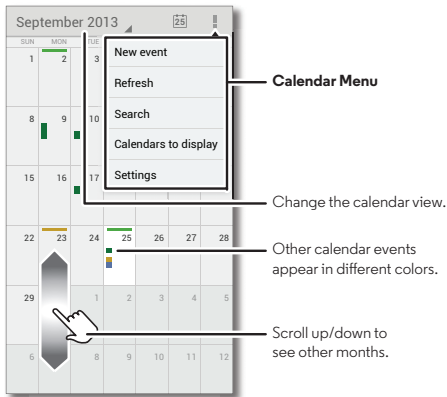 September 2013 25
SUN MON TUE
1 2 3
New event
Refresh
Search
Calendars to display
Settings
Calendar Menu
8 9 10
15 16 17
Change the calendar view.
22 23 24 25 26 27 28
Other calendar events
appear in different colors.
29 1 2 3 4 5
Scroll up/down to
see other months.
6 8 9 10 11 12